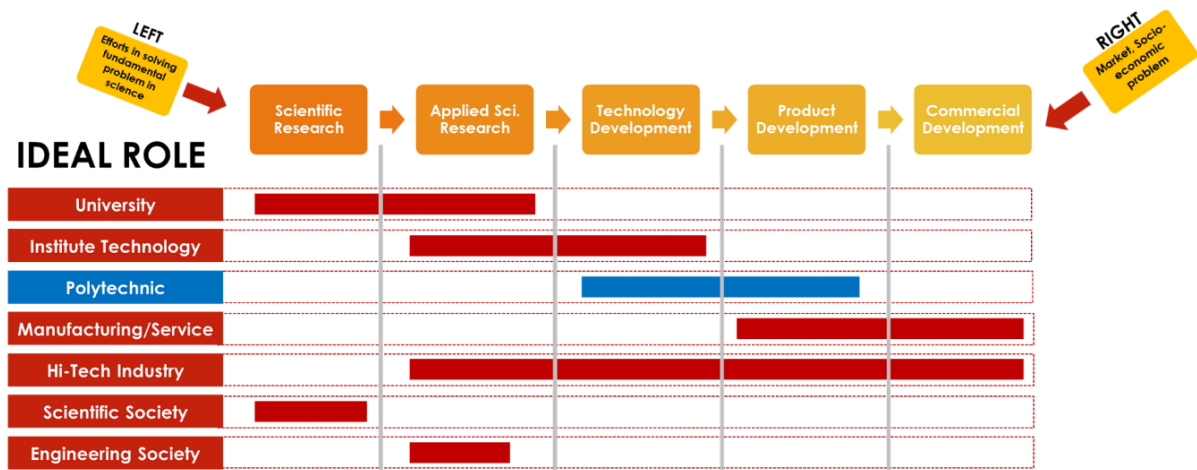 LEFT
Efforts in solving
fundamental
problem in
science
RIGHT
Market, Socio-
economic
problem
Scientific
Research
Applied Sci.
Research
Technology
Development
Product
Development
Commercial
Development
IDEAL ROLE
University
Institute Technology
Polytechnic
Manufacturing/Service
Hi-Tech Industry
Scientific Society
Engineering Society